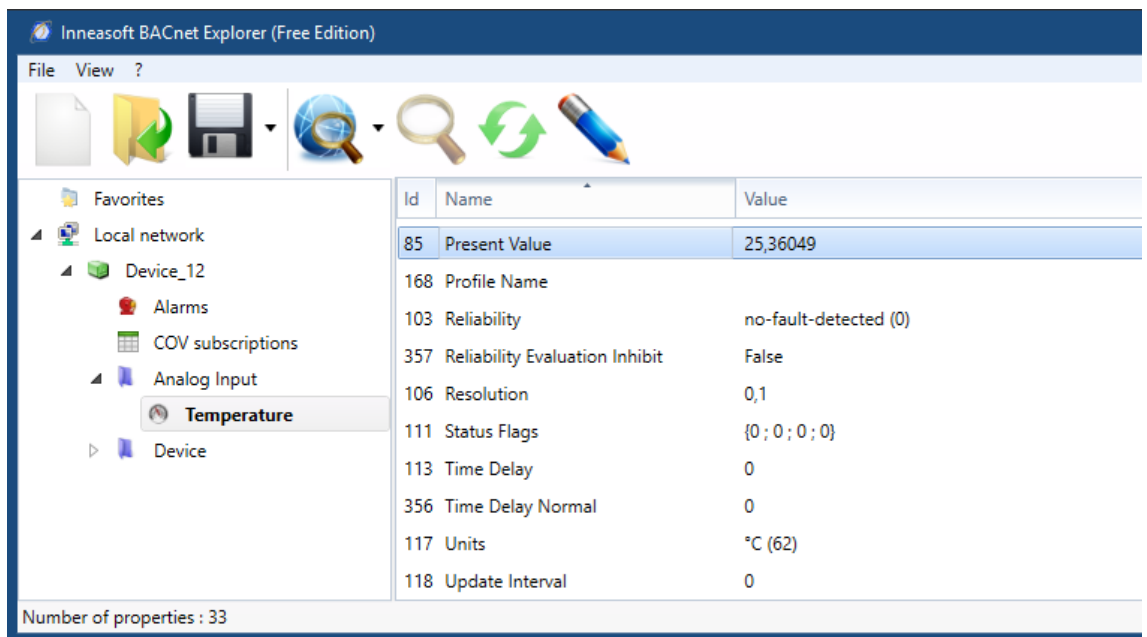 Inneasoft BACnet Explorer (Free Edition)
File View ?
Favorites
Local network
Device_12
Alarms
COV subscriptions
Analog Input
Temperature
Device
Id Name Value
85 Present Value 25,36049
168 Profile Name
103 Reliability no-fault-detected (0)
357 Reliability Evaluation Inhibit False
106 Resolution 0,1
111 Status Flags {0 ; 0 ; 0 ; 0}
113 Time Delay 0
356 Time Delay Normal 0
117 Units °C (62)
118 Update Interval 0
Number of properties : 33